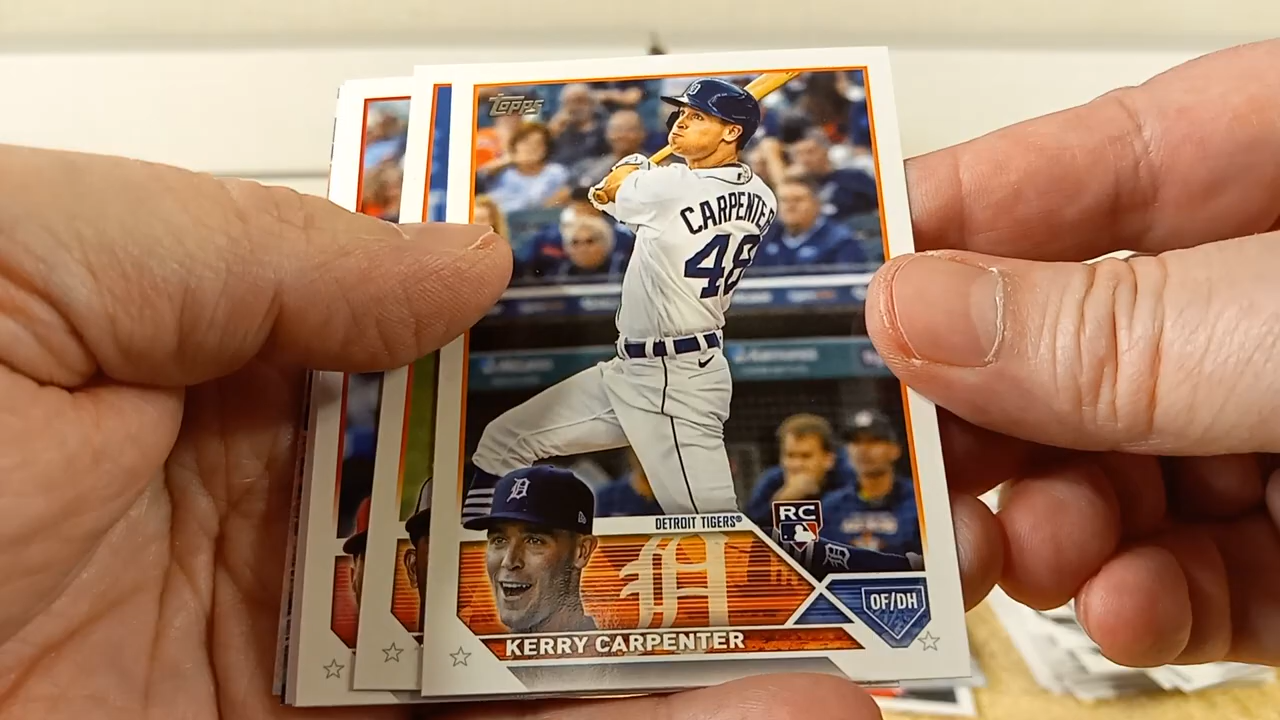 Topps
CARPENTER
48
DETROIT TIGERS®
RC
OF/DH
KERRY CARPENTER